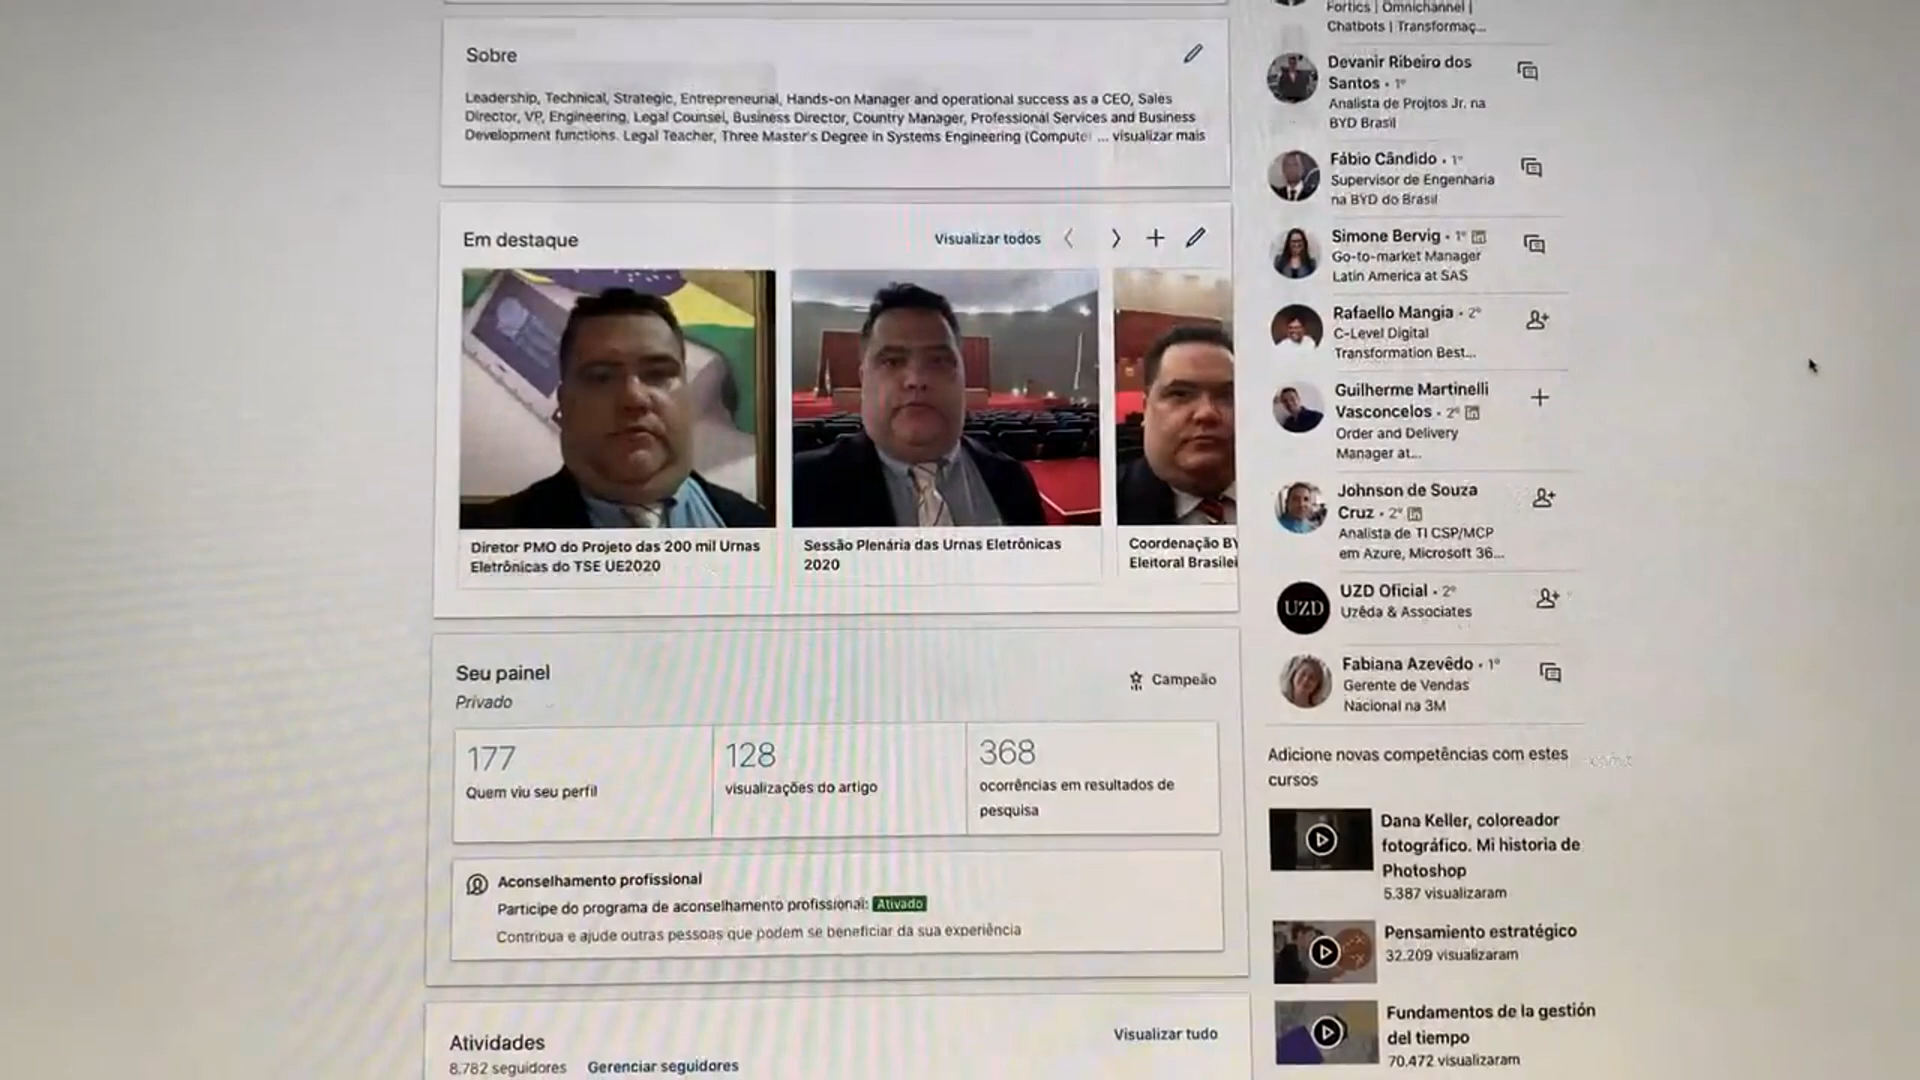 Sobre
Leadership, Technical, Strategic, Entrepreneurial, Hands-on Manager and operational success as a CEO, Sales
Director, VP, Engineering, Legal Counsel, Business Director, Country Manager, Professional Services and Business
Development functions. Legal Teacher, Three Master's Degree in Systems Engineering (Compute ... visualizar mais
Em destaque
Visualizar todos
Diretor PMO do Projeto das 200 mil Urnas
Eletrônicas do TSE UE2020
Sessão Plenária das Urnas Eletrônicas
2020
Coordenação BY
Eleitoral Brasilei
Seu painel
Privado
Campeão
177
Quem viu seu perfil
128
visualizações do artigo
368
ocorrências em resultados de
pesquisa
Aconselhamento profissional
Participe do programa de aconselhamento profissional: Ativado
Contribua e ajude outras pessoas que podem se beneficiar da sua experiência
Atividades
8.782 seguidores Gerenciar seguidores
Visualizar tudo
Fortics | Omnichannel |
Chatbots | Transformaç...
Devanir Ribeiro dos
Santos • 1º
Analista de Projtos Jr. na
BYD Brasil
Fábio Cândido • 1º
Supervisor de Engenharia
na BYD do Brasil
Simone Bervig • 1º in
Go-to-market Manager
Latin America at SAS
Rafaello Mangia • 2º
C-Level Digital
Transformation Best...
Guilherme Martinelli
Vasconcelos • 2º in
Order and Delivery
Manager at...
Johnson de Souza
Cruz • 2º in
Analista de TI CSP/MCP
em Azure, Microsoft 36...
UZD
UZD Oficial • 2º
Uzêda & Associates
Fabiana Azevêdo • 1º
Gerente de Vendas
Nacional na 3M
Adicione novas competências com estes
cursos
Dana Keller, coloreador
fotográfico. Mi historia de
Photoshop
5.387 visualizaram
Pensamiento estratégico
32.209 visualizaram
Fundamentos de la gestión
del tiempo
70.472 visualizaram